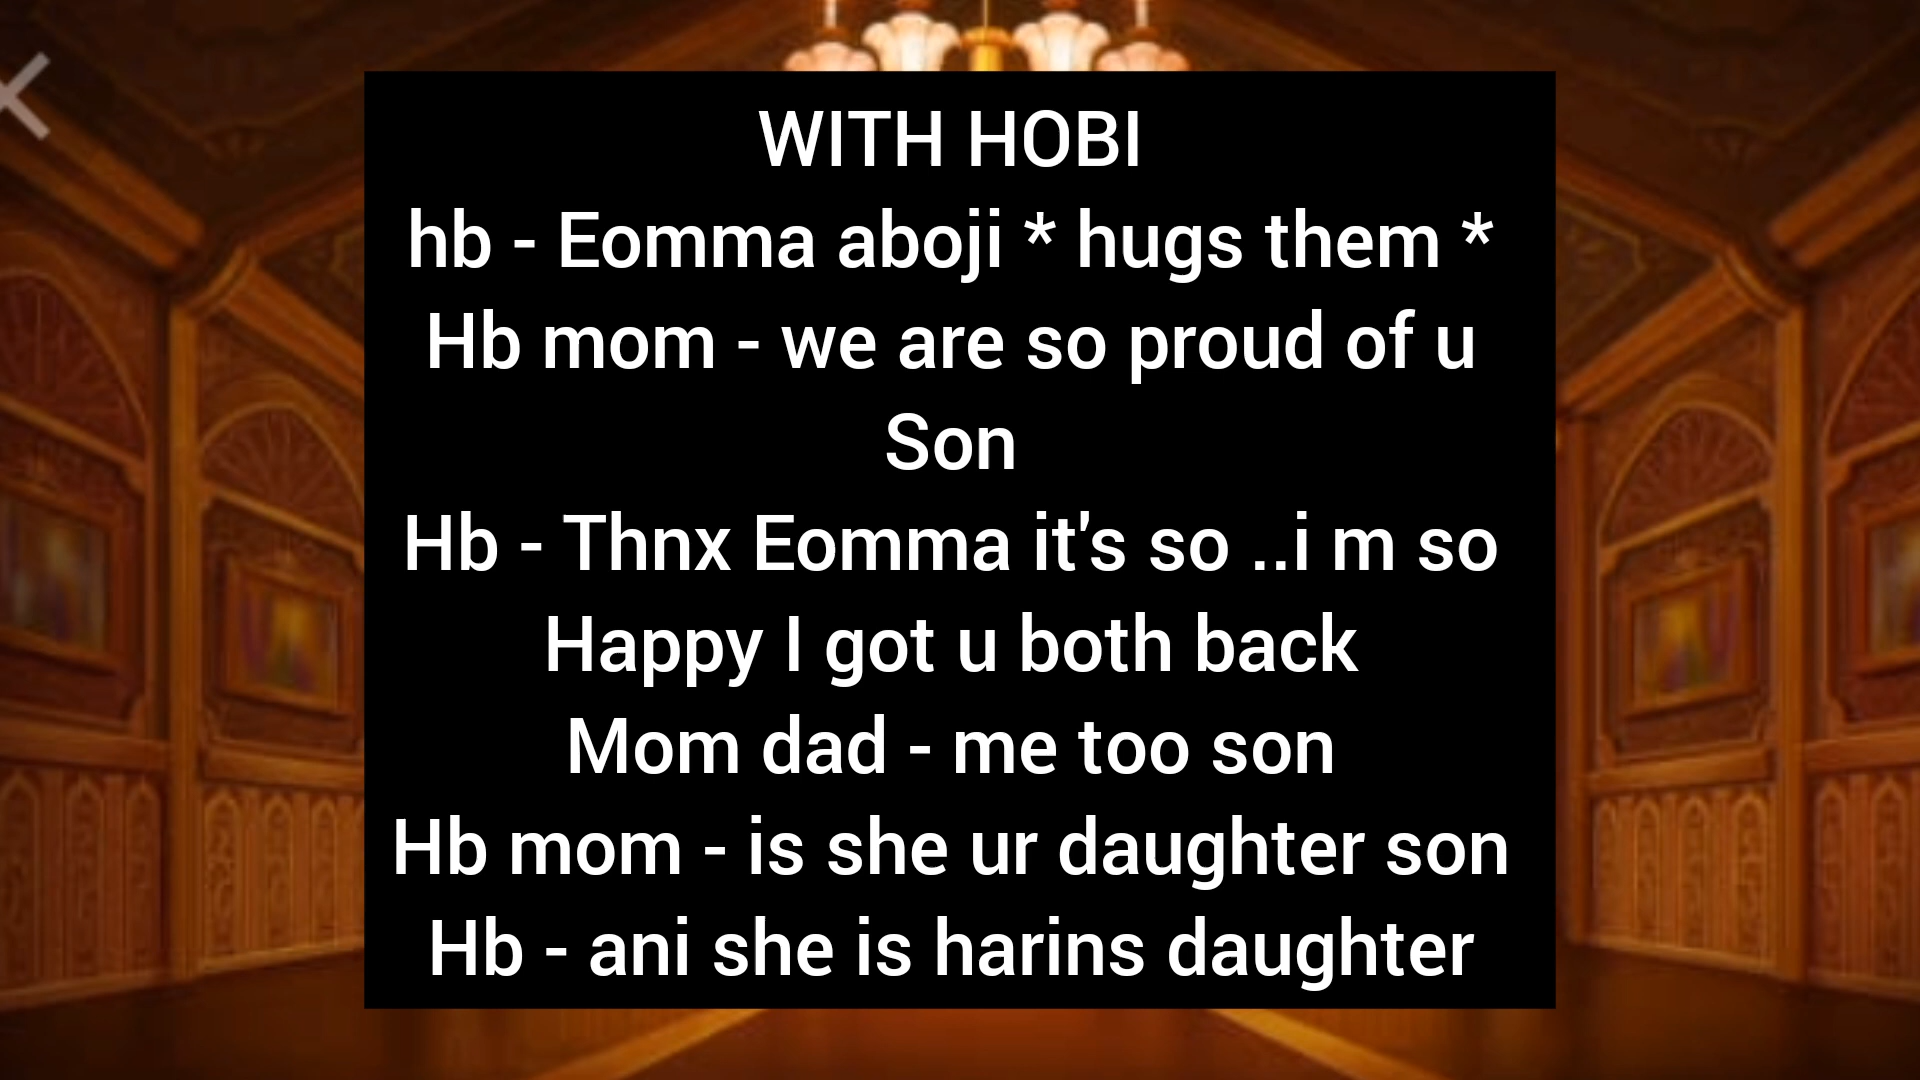 WITH HOBI
hb - Eomma aboji * hugs them *
Hb mom - we are so proud of u
Son
Hb - Thnx Eomma it's so ..i m so
Happy I got u both back
Mom dad - me too son
Hb mom - is she ur daughter son
Hb - ani she is harins daughter